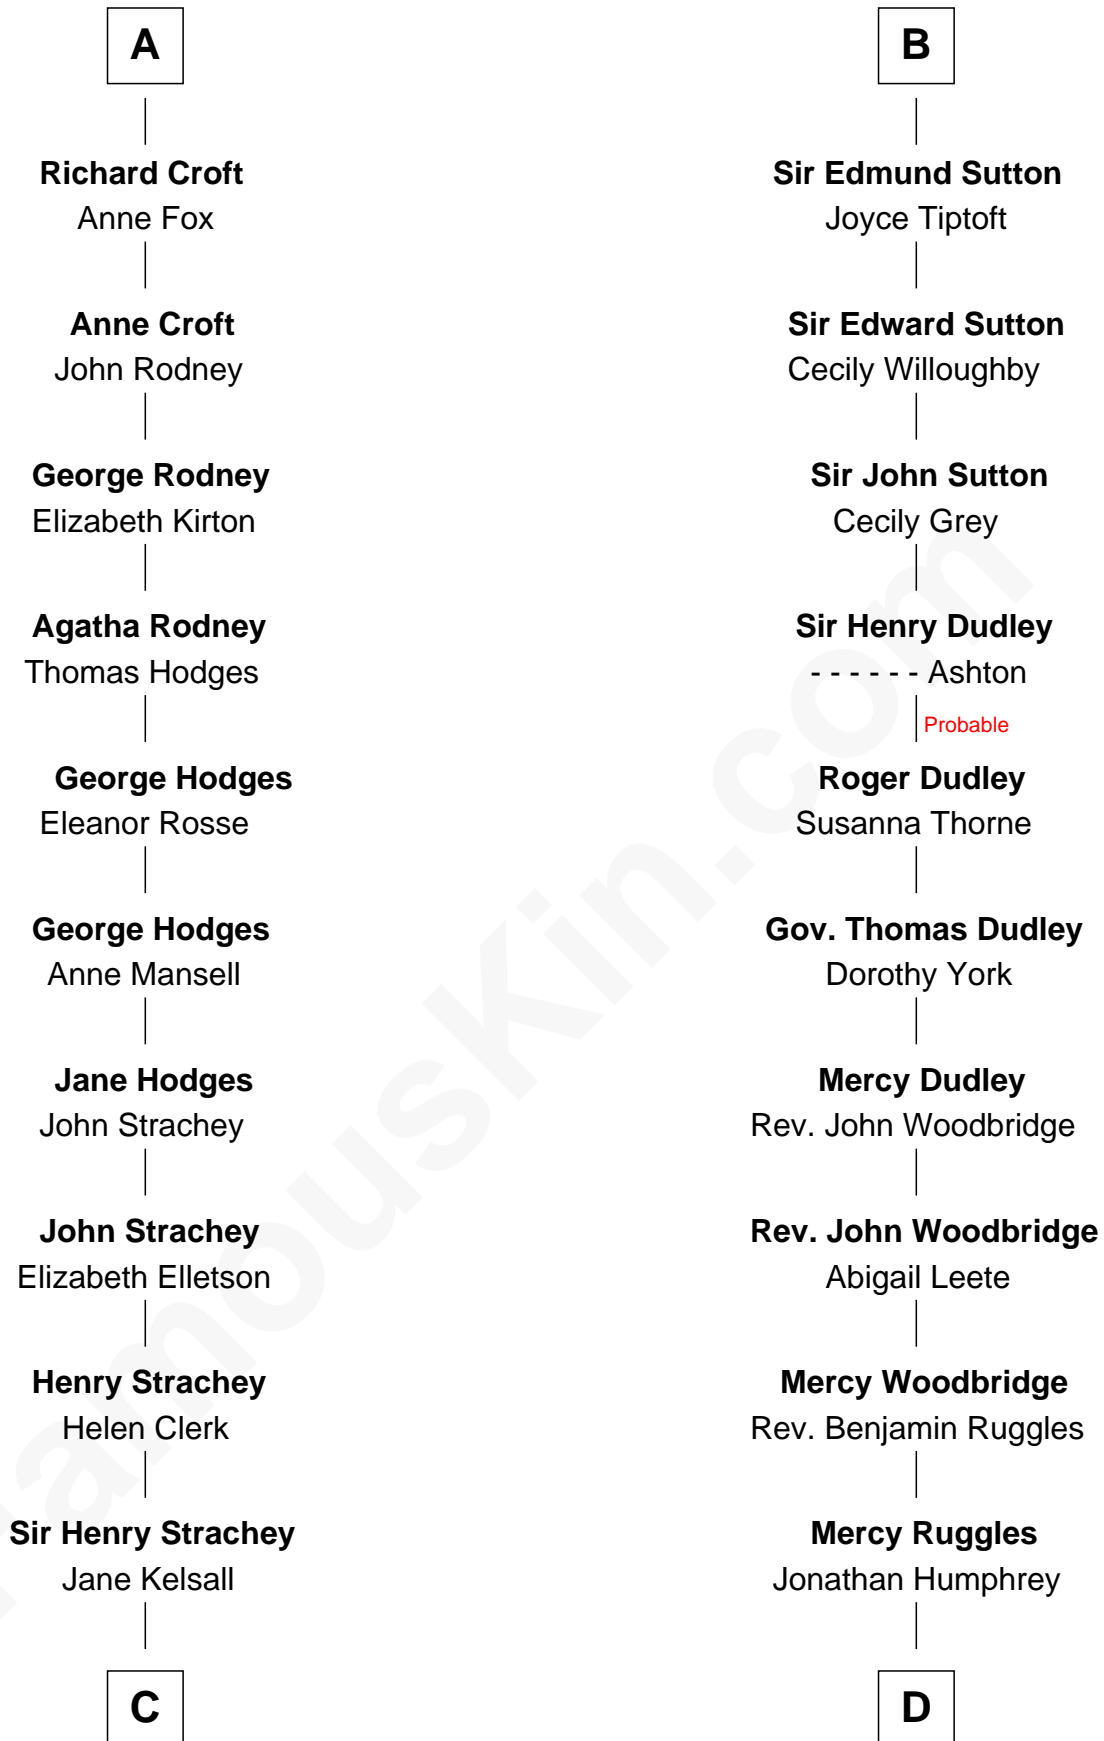 A
Richard Croft
Anne Fox
Anne Croft
John Rodney
George Rodney
Elizabeth Kirton
Agatha Rodney
Thomas Hodges
George Hodges
Eleanor Rosse
George Hodges
Anne Mansell
Jane Hodges
John Strachey
John Strachey
Elizabeth Elletson
Henry Strachey
Helen Clerk
Sir Henry Strachey
Jane Kelsall
C
B
Sir Edmund Sutton
Joyce Tiptoft
Sir Edward Sutton
Cecily Willoughby
Sir John Sutton
Cecily Grey
Sir Henry Dudley
- - - - - - Ashton
Probable
Roger Dudley
Susanna Thorne
Gov. Thomas Dudley
Dorothy York
Mercy Dudley
Rev. John Woodbridge
Rev. John Woodbridge
Abigail Leete
Mercy Woodbridge
Rev. Benjamin Ruggles
Mercy Ruggles
Jonathan Humphrey
D
FamousKin.com